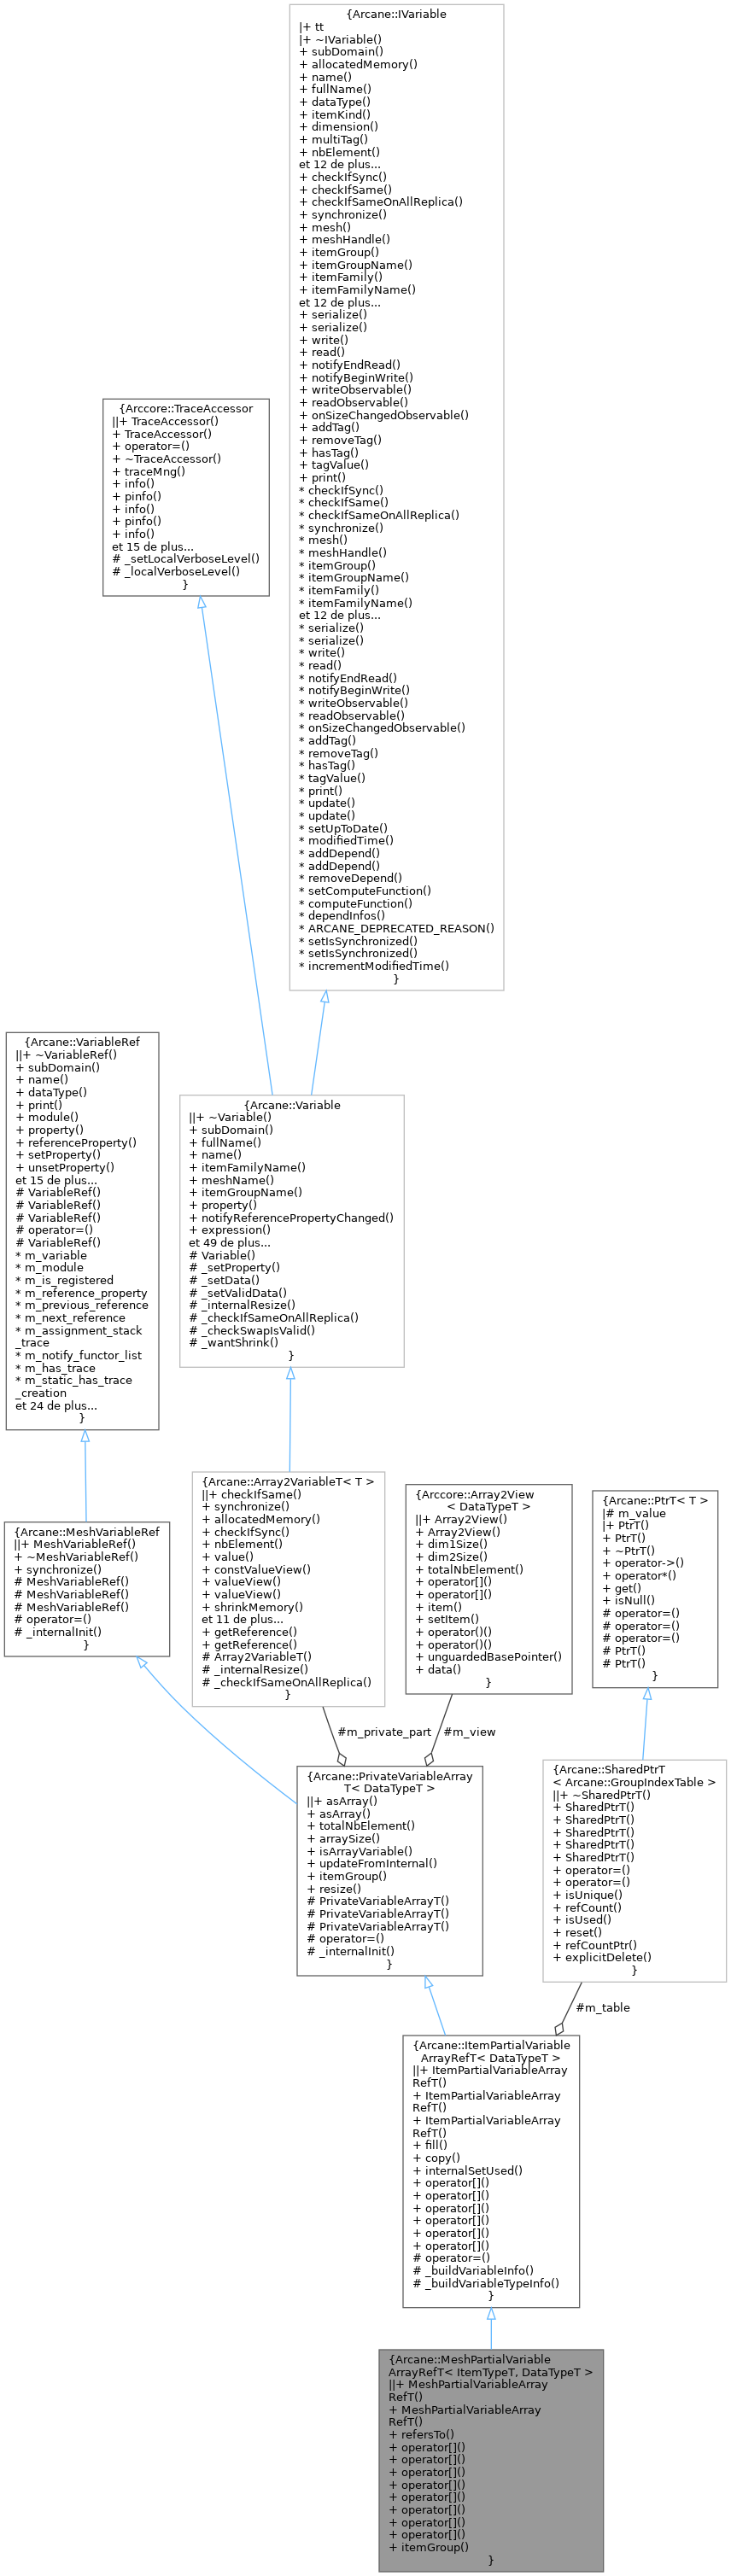 {Arcane::IVariable
|+ tt
|+ ~IVariable()
+ subDomain()
+ allocatedMemory()
+ name()
+ fullName()
+ dataType()
+ itemKind()
+ dimension()
+ multiTag()
+ nbElement()
et 12 de plus...
+ checkIfSync()
+ checkIfSame()
+ checkIfSameOnAllReplica()
+ synchronize()
+ mesh()
+ meshHandle()
+ itemGroup()
+ itemGroupName()
+ itemFamily()
+ itemFamilyName()
et 12 de plus...
+ serialize()
+ serialize()
+ write()
+ read()
+ notifyEndRead()
+ notifyBeginWrite()
+ writeObservable()
+ readObservable()
+ onSizeChangedObservable()
+ addTag()
+ removeTag()
+ hasTag()
+ tagValue()
+ print()
* checkIfSync()
* checkIfSame()
* checkIfSameOnAllReplica()
* synchronize()
* mesh()
* meshHandle()
* itemGroup()
* itemGroupName()
* itemFamily()
* itemFamilyName()
et 12 de plus...
* serialize()
* serialize()
* write()
* read()
* notifyEndRead()
* notifyBeginWrite()
* writeObservable()
* readObservable()
* onSizeChangedObservable()
* addTag()
* removeTag()
* hasTag()
* tagValue()
* print()
* update()
* update()
* setUpToDate()
* modifiedTime()
* addDepend()
* addDepend()
* removeDepend()
* setComputeFunction()
* computeFunction()
* dependInfos()
* ARCANE_DEPRECATED_REASON()
* setIsSynchronized()
* setIsSynchronized()
* incrementModifiedTime()
}
{Arccore::TraceAccessor
||+ TraceAccessor()
+ TraceAccessor()
+ operator=()
+ ~TraceAccessor()
+ traceMng()
+ info()
+ pinfo()
+ info()
+ pinfo()
+ info()
et 15 de plus...
# _setLocalVerboseLevel()
# _localVerboseLevel()
}
{Arcane::VariableRef
||+ ~VariableRef()
+ subDomain()
+ name()
+ dataType()
+ print()
+ module()
+ property()
+ referenceProperty()
+ setProperty()
+ unsetProperty()
et 15 de plus...
# VariableRef()
# VariableRef()
# VariableRef()
# operator=()
# VariableRef()
* m_variable
* m_module
* m_is_registered
* m_reference_property
* m_previous_reference
* m_next_reference
* m_assignment_stack
_trace
* m_notify_functor_list
* m_has_trace
* m_static_has_trace
_creation
et 24 de plus...
}
{Arcane::Variable
||+ ~Variable()
+ subDomain()
+ fullName()
+ name()
+ itemFamilyName()
+ meshName()
+ itemGroupName()
+ property()
+ notifyReferencePropertyChanged()
+ expression()
et 49 de plus...
# Variable()
# _setProperty()
# _setData()
# _setValidData()
# _internalResize()
# _checkIfSameOnAllReplica()
# _checkSwapIsValid()
# _wantShrink()
}
{Arcane::MeshVariableRef
||+ MeshVariableRef()
+ ~MeshVariableRef()
+ synchronize()
# MeshVariableRef()
# MeshVariableRef()
# MeshVariableRef()
# operator=()
# _internalInit()
}
{Arcane::Array2VariableT< T >
||+ checkIfSame()
+ synchronize()
+ allocatedMemory()
+ checkIfSync()
+ nbElement()
+ value()
+ constValueView()
+ valueView()
+ valueView()
+ shrinkMemory()
et 11 de plus...
+ getReference()
+ getReference()
# Array2VariableT()
# _internalResize()
# _checkIfSameOnAllReplica()
}
{Arccore::Array2View
< DataTypeT >
||+ Array2View()
+ Array2View()
+ dim1Size()
+ dim2Size()
+ totalNbElement()
+ operator[]()
+ operator[]()
+ item()
+ setItem()
+ operator()()
+ operator()()
+ unguardedBasePointer()
+ data()
}
{Arcane::PtrT< T >
|# m_value
|+ PtrT()
+ PtrT()
+ ~PtrT()
+ operator->()
+ operator*()
+ get()
+ isNull()
# operator=()
# operator=()
# operator=()
# PtrT()
# PtrT()
}
#m_private_part
#m_view
{Arcane::PrivateVariableArray
T< DataTypeT >
||+ asArray()
+ asArray()
+ totalNbElement()
+ arraySize()
+ isArrayVariable()
+ updateFromInternal()
+ itemGroup()
+ resize()
# PrivateVariableArrayT()
# PrivateVariableArrayT()
# PrivateVariableArrayT()
# operator=()
# _internalInit()
}
{Arcane::SharedPtrT
< Arcane::GroupIndexTable >
||+ ~SharedPtrT()
+ SharedPtrT()
+ SharedPtrT()
+ SharedPtrT()
+ SharedPtrT()
+ SharedPtrT()
+ operator=()
+ operator=()
+ isUnique()
+ refCount()
+ isUsed()
+ reset()
+ refCountPtr()
+ explicitDelete()
}
#m_table
{Arcane::ItemPartialVariable
ArrayRefT< DataTypeT >
||+ ItemPartialVariableArray
RefT()
+ ItemPartialVariableArray
RefT()
+ ItemPartialVariableArray
RefT()
+ fill()
+ copy()
+ internalSetUsed()
+ operator[]()
+ operator[]()
+ operator[]()
+ operator[]()
+ operator[]()
+ operator[]()
# operator=()
# _buildVariableInfo()
# _buildVariableTypeInfo()
}
{Arcane::MeshPartialVariable
ArrayRefT< ItemTypeT, DataTypeT >
||+ MeshPartialVariableArray
RefT()
+ MeshPartialVariableArray
RefT()
+ refersTo()
+ operator[]()
+ operator[]()
+ operator[]()
+ operator[]()
+ operator[]()
+ operator[]()
+ operator[]()
+ operator[]()
+ itemGroup()
}